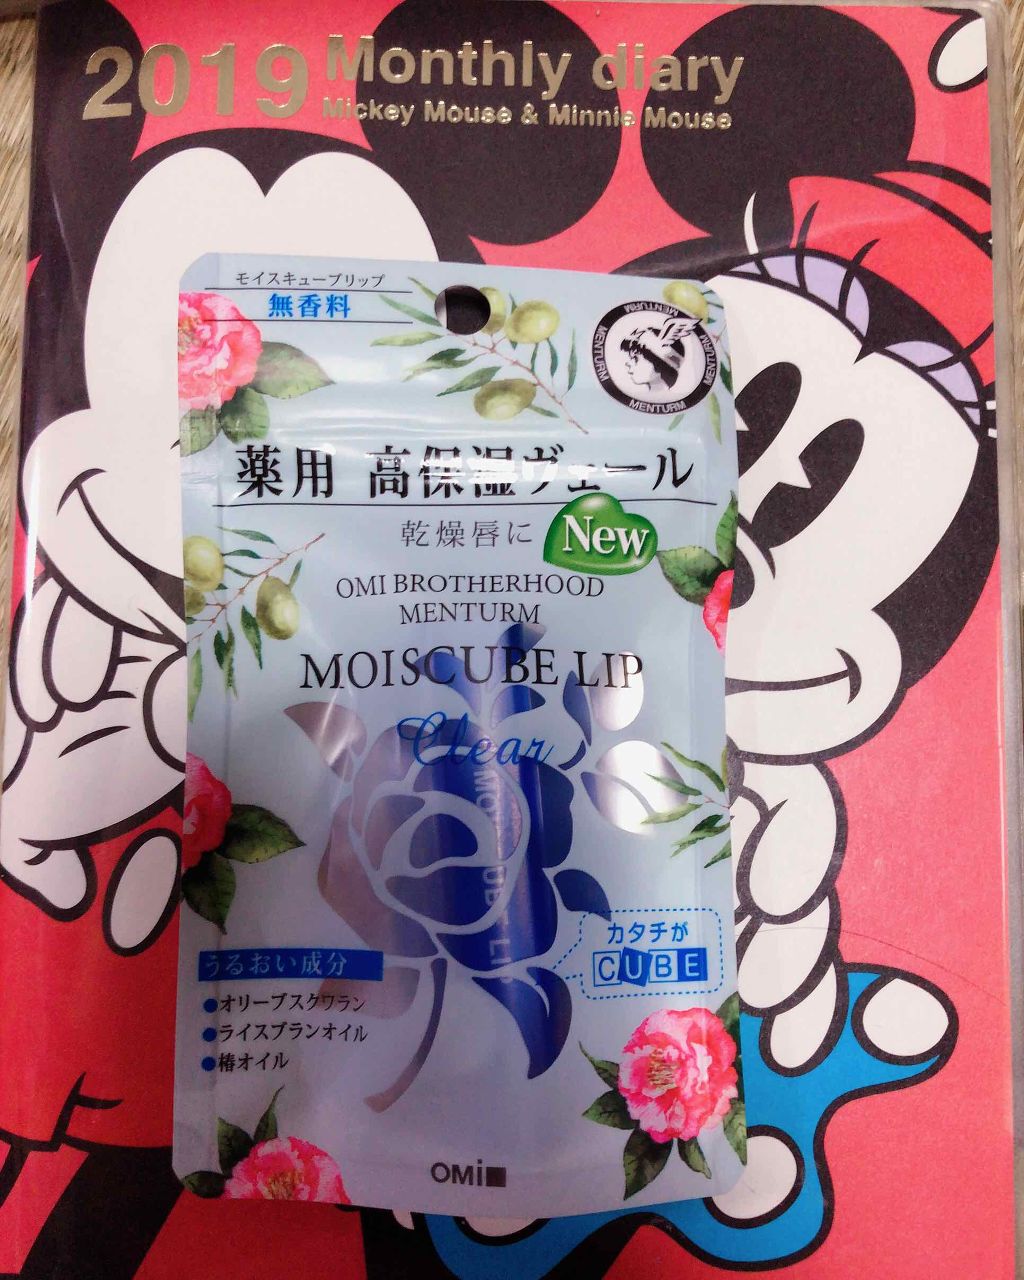 2019 Monthly diary
Mickey Mouse & Minnie Mouse
モイスキューブリップ
無香料
MENTURM
MENTURM
MENTURM
MENTURM
薬用 高保湿ヴェール
乾燥唇に
New
OMI BROTHERHOOD
MENTURM
MOISCUBE LIP
Clear
カタチが
CUBE
うるおい成分
●オリーブスクワラン
●ライスブランオイル
●椿オイル
OMi